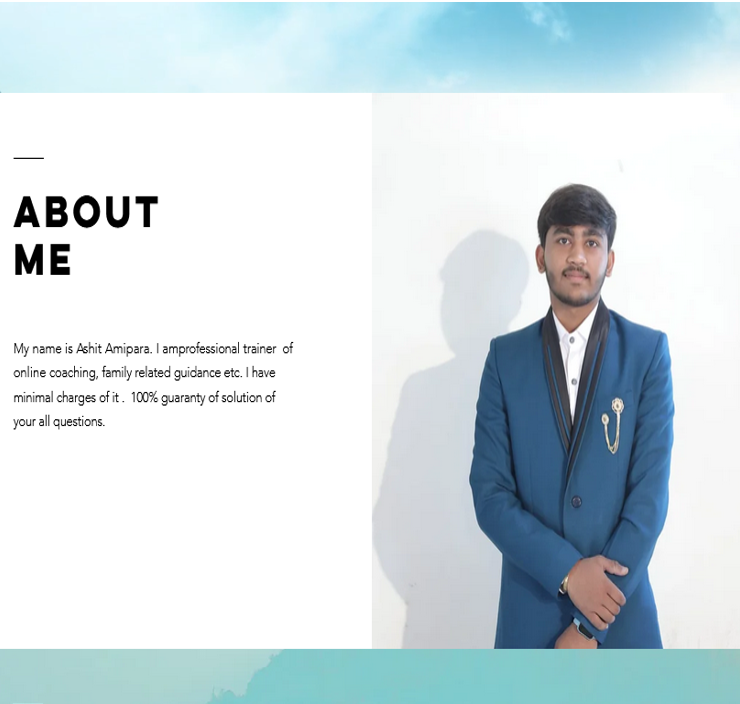 ABOUT
ME
My name is Ashit Amipara. I amprofessional trainer of
online coaching, family related guidance etc. I have
minimal charges of it . 100% guaranty of solution of
your all questions.